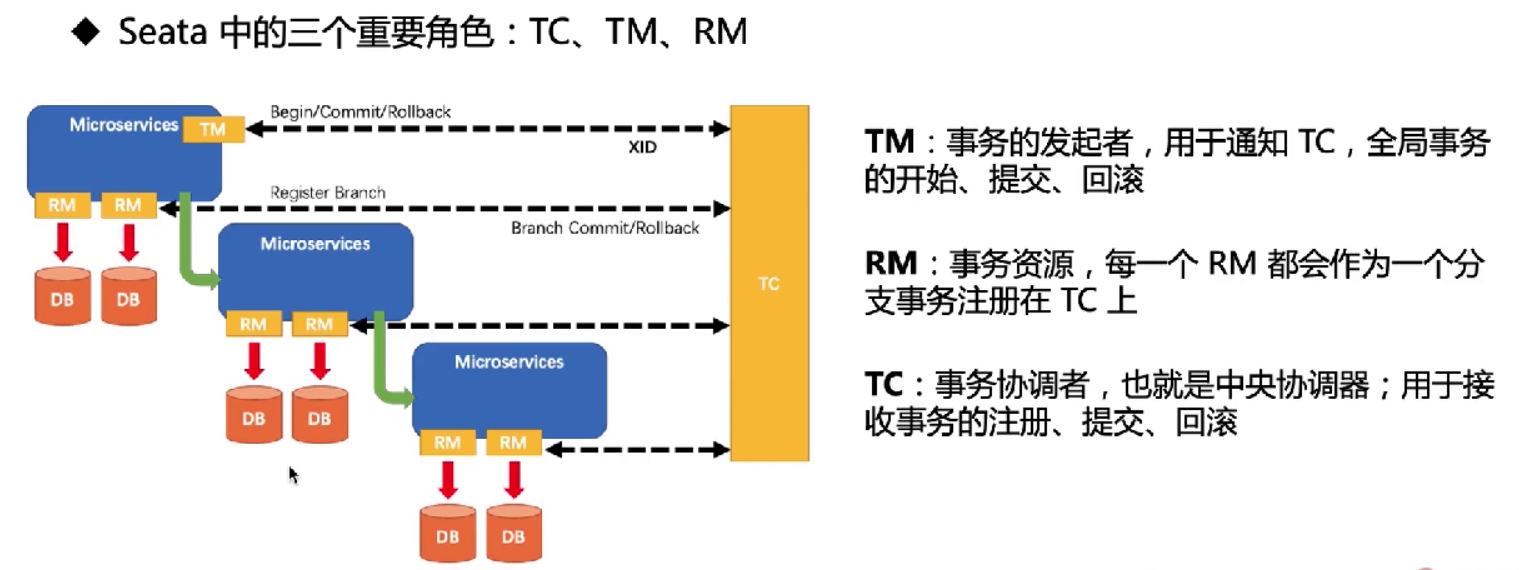 ◆ Seata 中的三个重要角色：TC、TM、RM
Microservices
TM
Begin/Commit/Rollback
XID
RM
RM
Register Branch
Branch Commit/Rollback
DB
DB
Microservices
TC
RM
RM
DB
DB
Microservices
RM
RM
DB
DB
TM：事务的发起者，用于通知 TC，全局事务
的开始、提交、回滚
RM：事务资源，每一个 RM 都会作为一个分
支事务注册在 TC 上
TC：事务协调者，也就是中央协调器；用于接
收事务的注册、提交、回滚